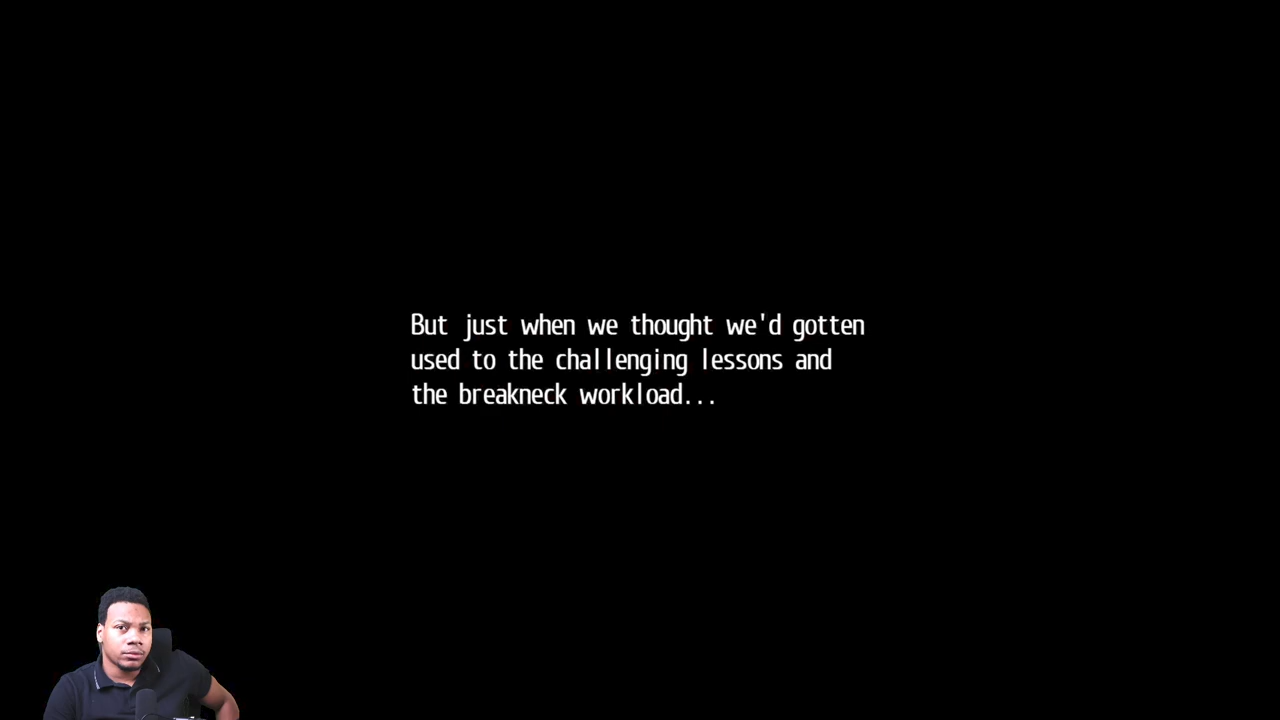 But just when we thought we'd gotten
used to the challenging lessons and
the breakneck workload...